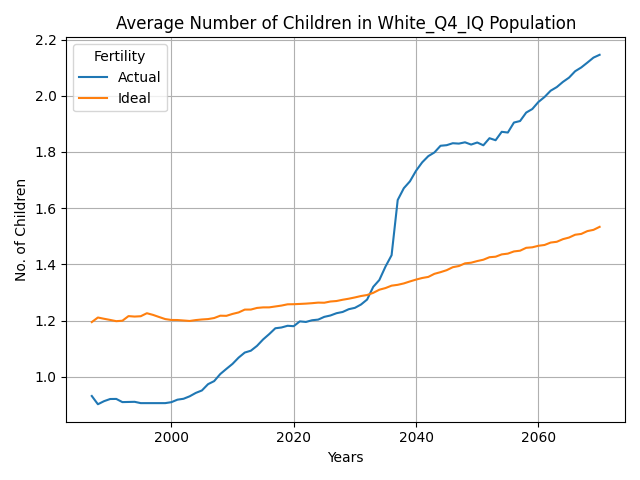 Average Number of Children in White_Q4_IQ Population
Fertility
Actual
Ideal
No. of Children
2.2
2.0
1.8
1.6
1.4
1.2
1.0
2000
2020
2040
2060
Years